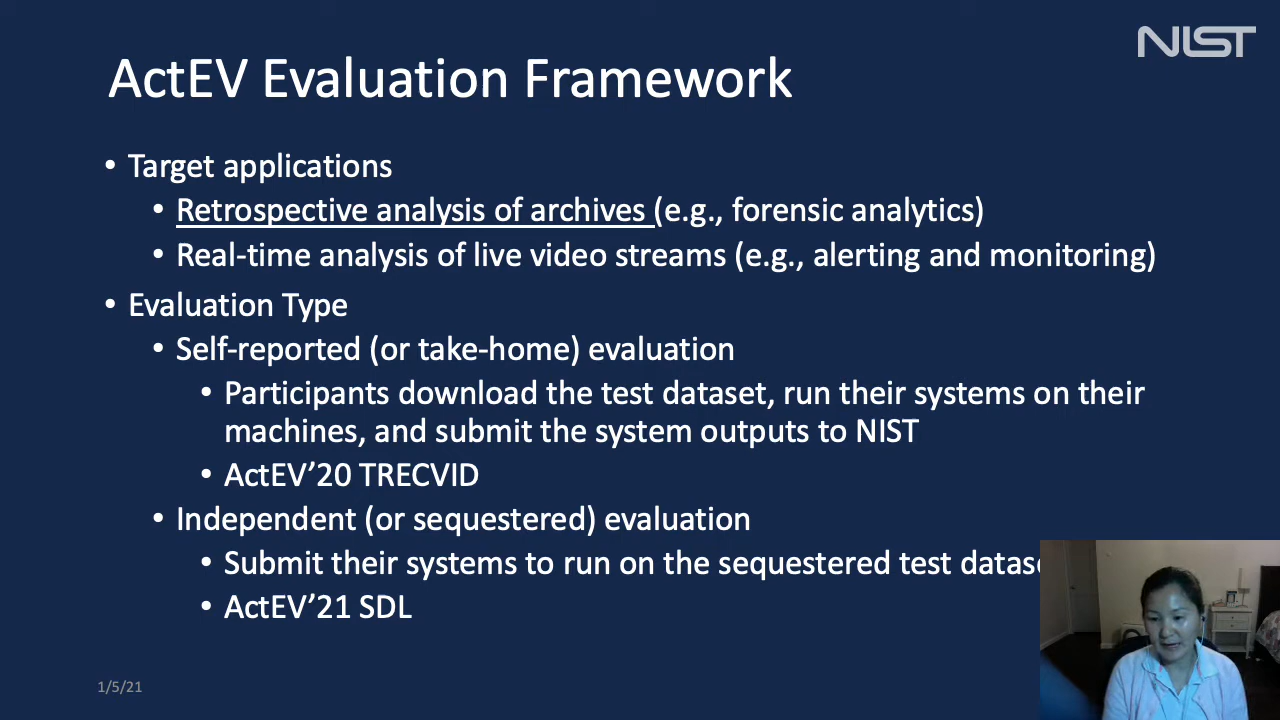 NIST
ActEV Evaluation Framework
• Target applications
• Retrospective analysis of archives (e.g., forensic analytics)
• Real-time analysis of live video streams (e.g., alerting and monitoring)
• Evaluation Type
• Self-reported (or take-home) evaluation
• Participants download the test dataset, run their systems on their
machines, and submit the system outputs to NIST
• ActEV’20 TRECVID
• Independent (or sequestered) evaluation
• Submit their systems to run on the sequestered test
• ActEV’21 SDL
1/5/21